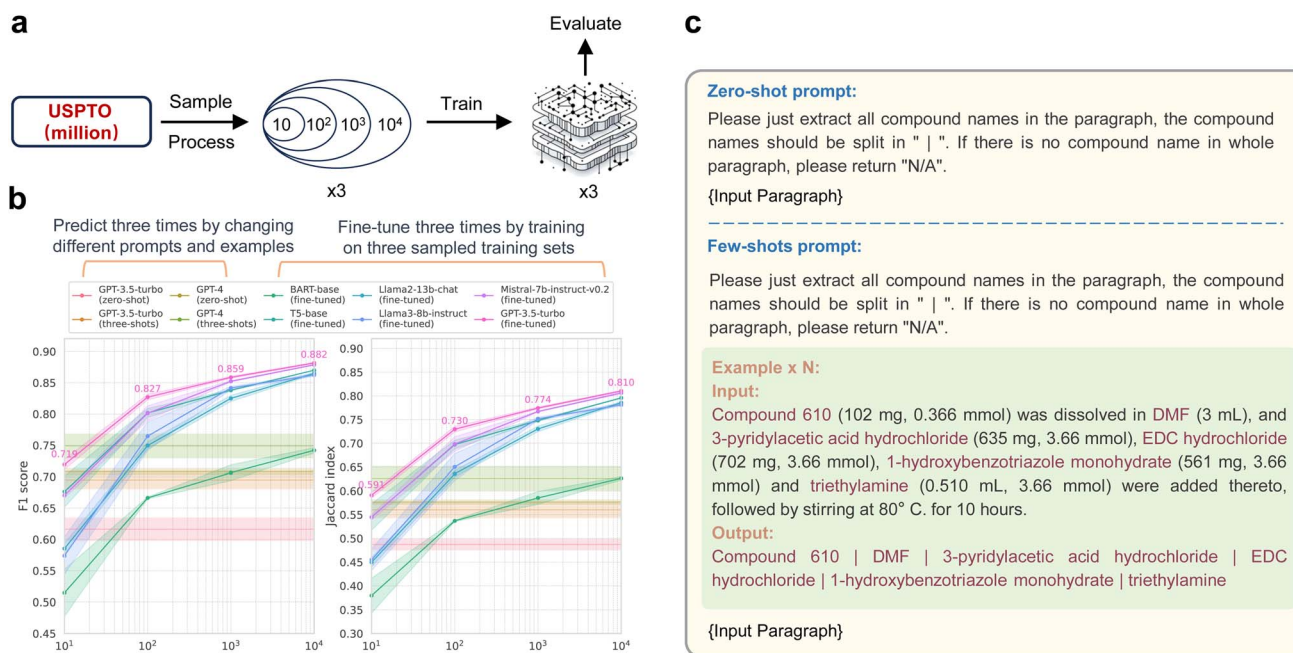 a
USPTO
(million)
Sample
Process
10
10²
10³
10⁴
x3
Train
Evaluate
x3
b
Predict three times by changing
different prompts and examples
Fine-tune three times by training
on three sampled training sets
GPT-3.5-turbo
(zero-shot)
GPT-4
(zero-shot)
BART-base
(fine-tuned)
Llama2-13b-chat
(fine-tuned)
Mistral-7b-instruct-v0.2
(fine-tuned)
GPT-3.5-turbo
(three-shots)
GPT-4
(three-shots)
T5-base
(fine-tuned)
Llama3-8b-instruct
(fine-tuned)
GPT-3.5-turbo
(fine-tuned)
F1 score
0.90
0.85
0.80
0.75
0.70
0.65
0.60
0.55
0.50
0.45
0.719
0.827
0.859
0.882
10¹
10²
10³
10⁴
Jaccard index
0.90
0.85
0.80
0.75
0.70
0.65
0.60
0.55
0.50
0.45
0.40
0.35
0.30
0.591
0.730
0.774
0.810
10¹
10²
10³
10⁴
c
Zero-shot prompt:
Please just extract all compound names in the paragraph, the compound
names should be split in " | ". If there is no compound name in whole
paragraph, please return "N/A".
{Input Paragraph}
Few-shots prompt:
Please just extract all compound names in the paragraph, the compound
names should be split in " | ". If there is no compound name in whole
paragraph, please return "N/A".
Example x N:
Input:
Compound 610 (102 mg, 0.366 mmol) was dissolved in DMF (3 mL), and
3-pyridylacetic acid hydrochloride (635 mg, 3.66 mmol), EDC hydrochloride
(702 mg, 3.66 mmol), 1-hydroxybenzotriazole monohydrate (561 mg, 3.66
mmol) and triethylamine (0.510 mL, 3.66 mmol) were added thereto,
followed by stirring at 80° C. for 10 hours.
Output:
Compound 610 | DMF | 3-pyridylacetic acid hydrochloride | EDC
hydrochloride | 1-hydroxybenzotriazole monohydrate | triethylamine
{Input Paragraph}